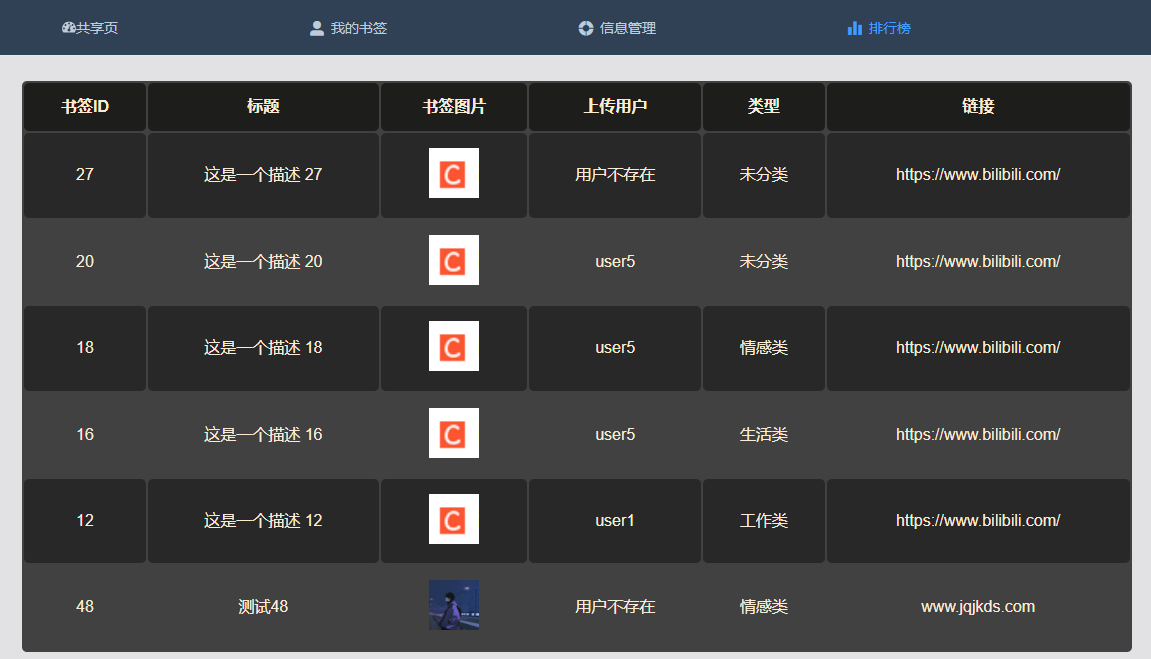 共享页 我的书签 信息管理 排行榜
书签ID 标题 书签图片 上传用户 类型 链接
27 这是一个描述 27 C 用户不存在 未分类 https://www.bilibili.com/
20 这是一个描述 20 C user5 未分类 https://www.bilibili.com/
18 这是一个描述 18 C user5 情感类 https://www.bilibili.com/
16 这是一个描述 16 C user5 生活类 https://www.bilibili.com/
12 这是一个描述 12 C user1 工作类 https://www.bilibili.com/
48 测试48 用户不存在 情感类 www.jqjkds.com